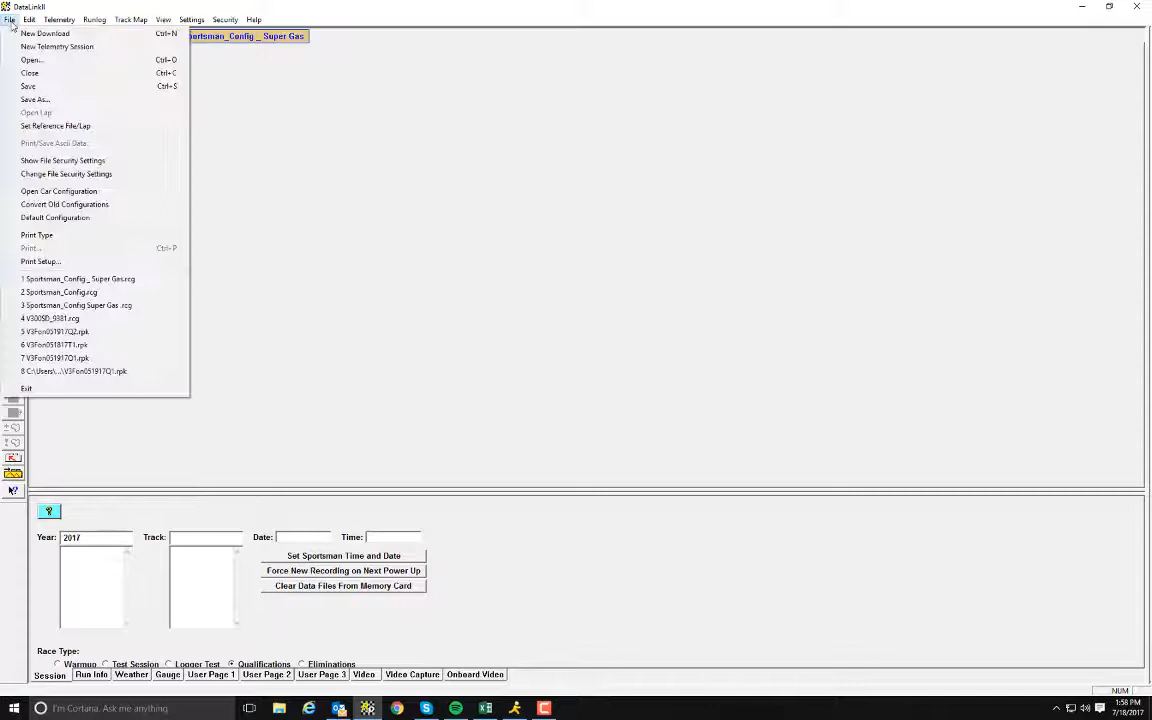 DataLinkII
File Edit Telemetry Runlog Track Map View Settings Security Help
New Download Ctrl+N
portsman_Config _ Super Gas
New Telemetry Session
Open... Ctrl+O
Close Ctrl+C
Save Ctrl+S
Save As...
Open Lap
Set Reference File/Lap
Print/Save Ascii Data
Show File Security Settings
Change File Security Settings
Open Car Configuration
Convert Old Configurations
Default Configuration
Print Type
Print... Ctrl+P
Print Setup...
1 Sportsman_Config _ Super Gas.rcg
2 Sportsman_Config.rcg
3 Sportsman_Config Super Gas .rcg
4 V300SD_9381.rcg
5 V3Fon051917Q2.rpk
6 V3Fon051817T1.rpk
7 V3Fon051917Q1.rpk
8 C:\Users\...\V3Fon051917Q1.rpk
Exit
?
Year: 2017 Track: Date: Time:
Set Sportsman Time and Date
Force New Recording on Next Power Up
Clear Data Files From Memory Card
Race Type:
Warmup Test Session Logger Test Qualifications Eliminations
Session Run Info Weather Gauge User Page 1 User Page 2 User Page 3 Video Video Capture Onboard Video
NUM
I'm Cortana. Ask me anything
1:58 PM
7/18/2017